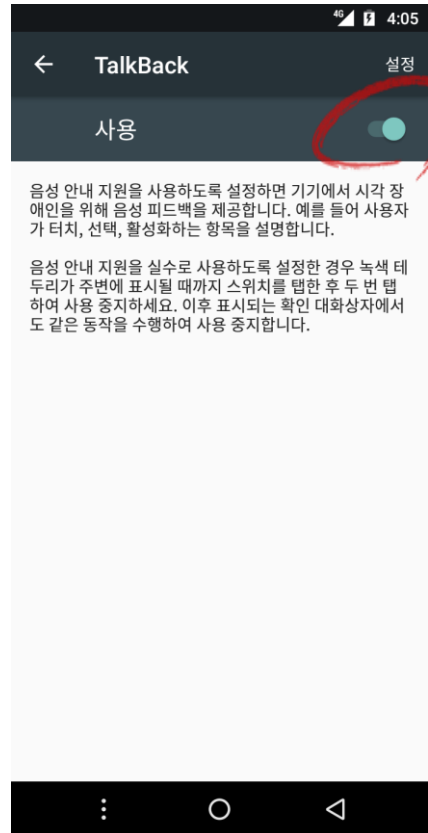 4G 4:05
TalkBack 설정
사용
음성 안내 지원을 사용하도록 설정하면 기기에서 시각 장
애인을 위해 음성 피드백을 제공합니다. 예를 들어 사용자
가 터치, 선택, 활성화하는 항목을 설명합니다.
음성 안내 지원을 실수로 사용하도록 설정한 경우 녹색 테
두리가 주변에 표시될 때까지 스위치를 탭한 후 두 번 탭
하여 사용 중지하세요. 이후 표시되는 확인 대화상자에서
도 같은 동작을 수행하여 사용 중지합니다.